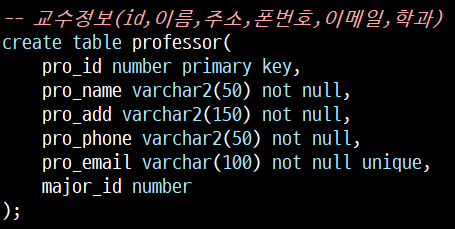 -- 교수정보(id,이름,주소,폰번호,이메일,학과)
create table professor(
    pro_id number primary key,
    pro_name varchar2(50) not null,
    pro_add varchar2(150) not null,
    pro_phone varchar2(50) not null,
    pro_email varchar(100) not null unique,
    major_id number
);